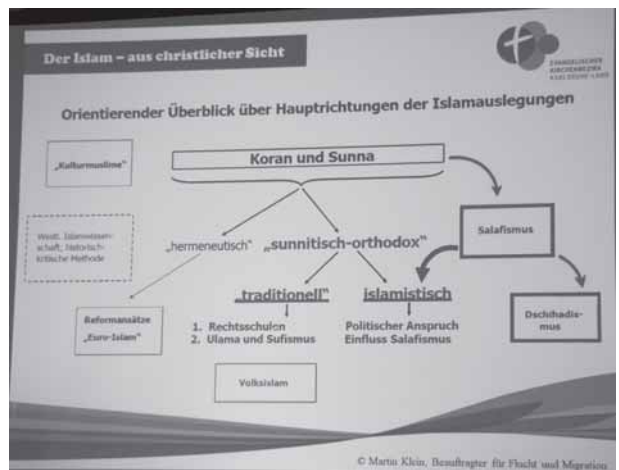 Der Islam – aus christlicher Sicht
EVANGELISCHER
KIRCHENBEZIRK
Orientierender Überblick über Hauptrichtungen der Islamauslegungen
„Kulturmuslime“
Koran und Sunna
Westl. Islamwissen-
schaft; historisch-
kritische Methode
„hermeneutisch“
„sunnitisch-orthodox“
Salafismus
Reformansätze
„Euro-Islam“
„traditionell“
islamistisch
1. Rechtsschulen
2. Ulama und Sufismus
Politischer Anspruch
Einfluss Salafismus
Dschihadis-
mus
Volksislam
© Martin Klein, Beauftragter für Flucht und Migration